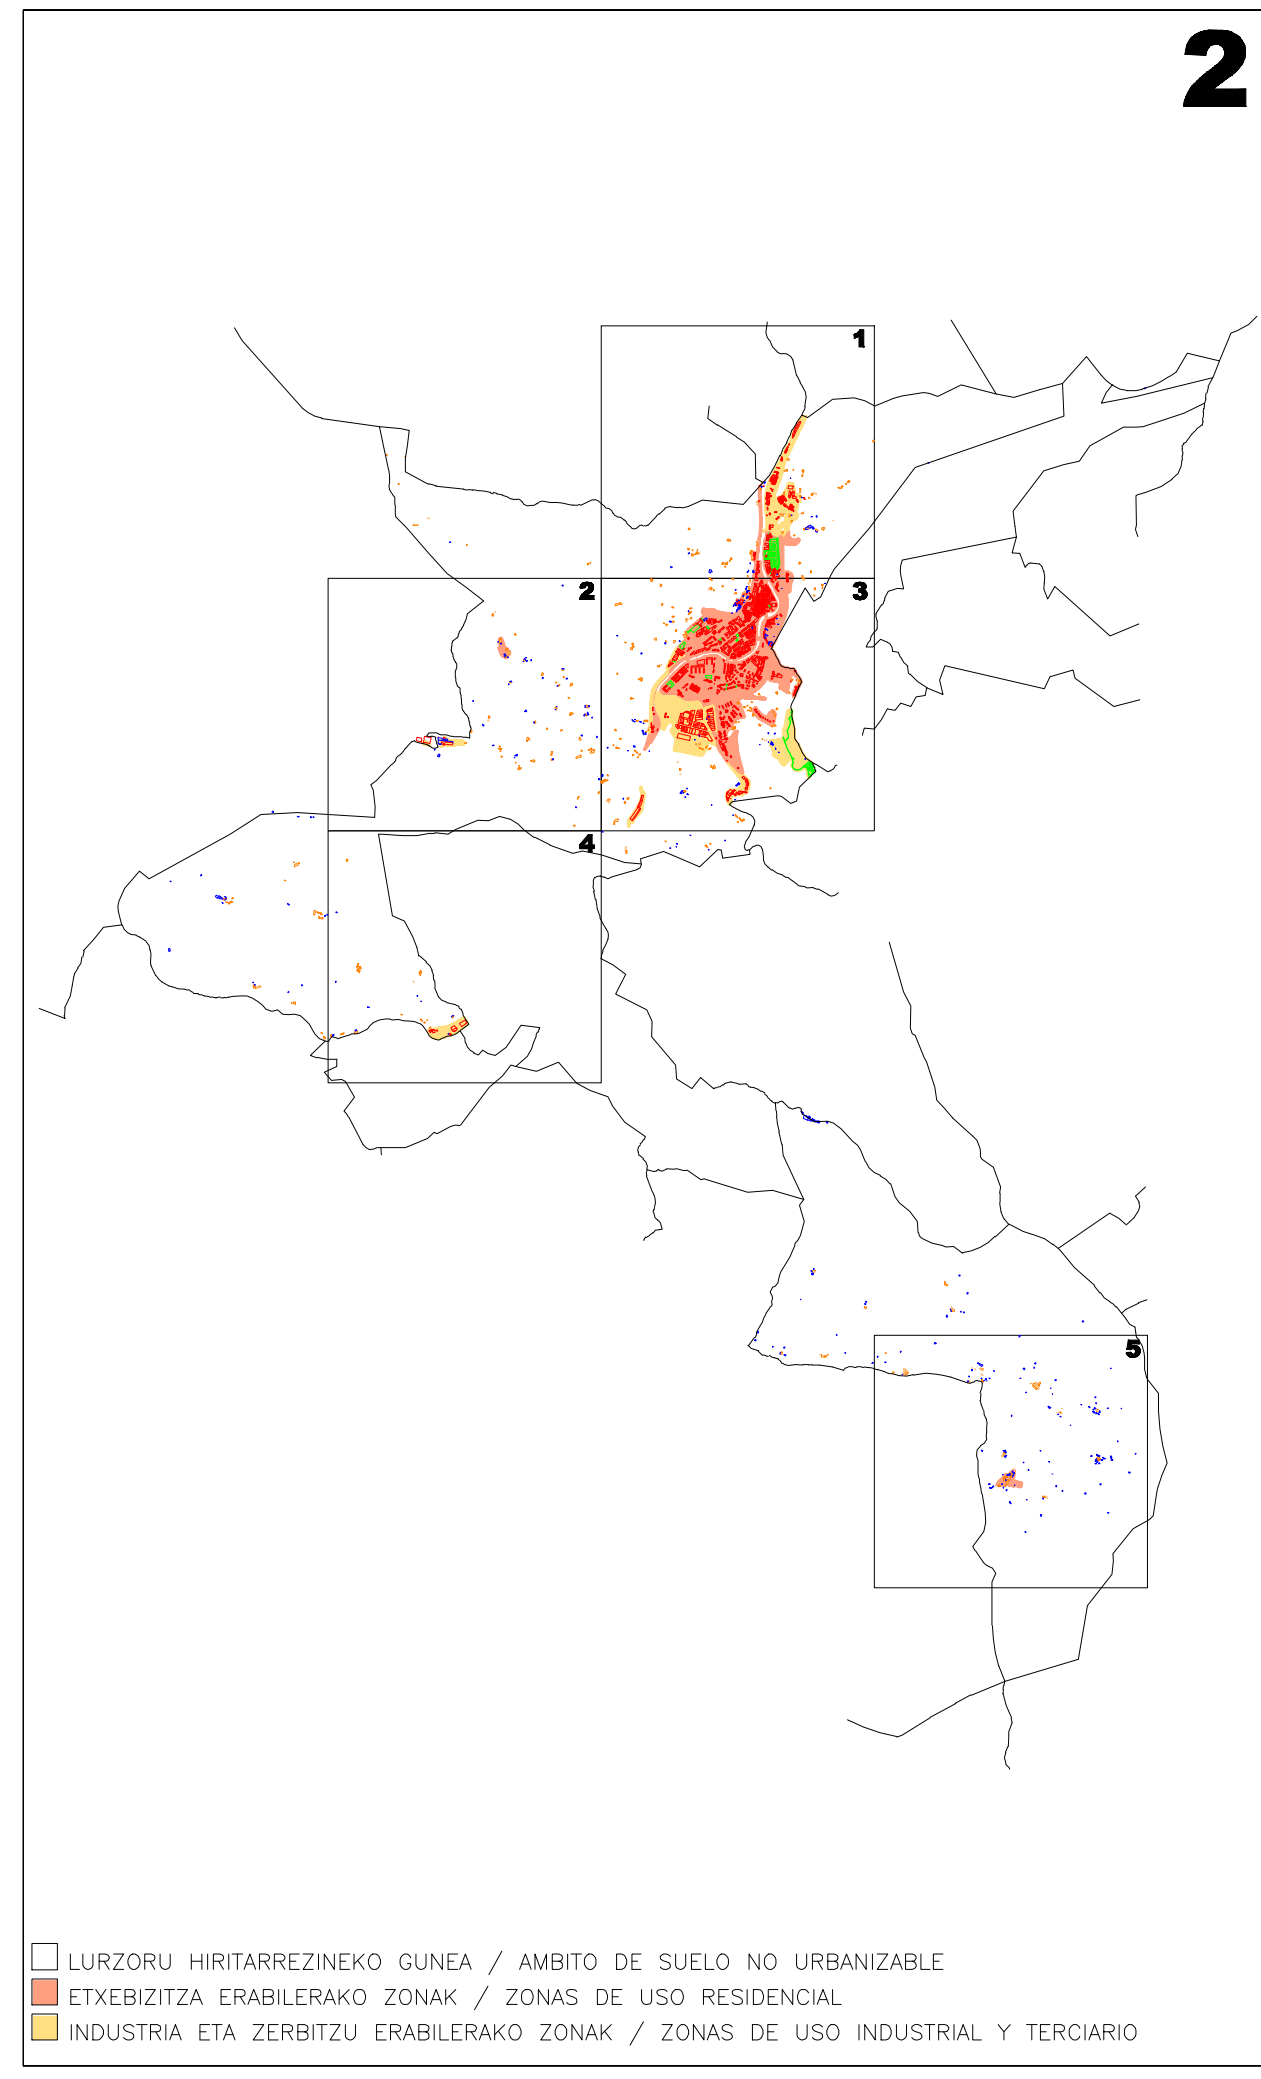 2
1
2
3
4
5
LURZORU HIRITARREZINEKO GUNEA / AMBITO DE SUELO NO URBANIZABLE
ETXEBIZITZA ERABILERAKO ZONAK / ZONAS DE USO RESIDENCIAL
INDUSTRIA ETA ZERBITZU ERABILERAKO ZONAK / ZONAS DE USO INDUSTRIAL Y TERCIARIO